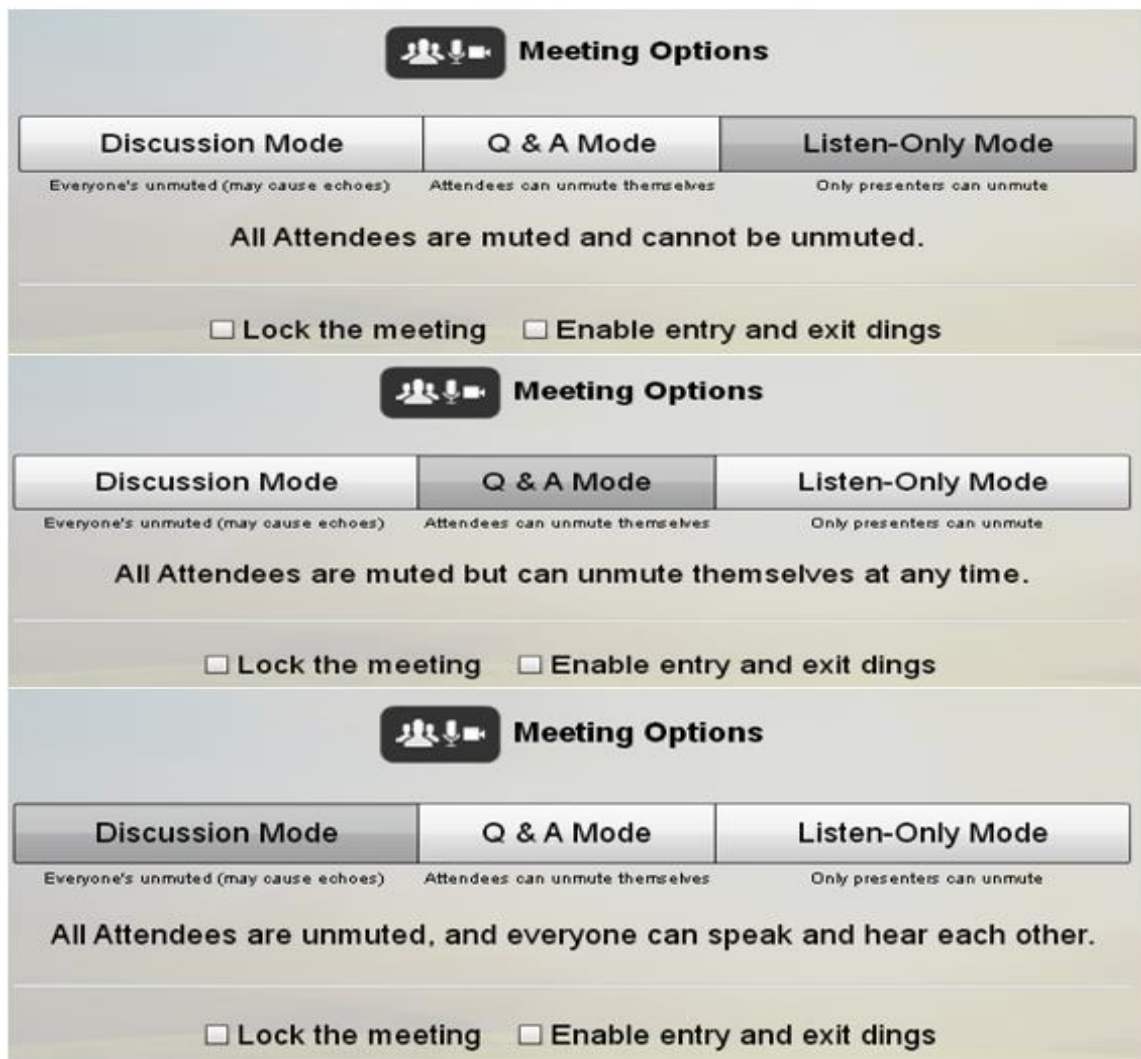 Meeting Options
Discussion Mode Q & A Mode Listen-Only Mode
Everyone's unmuted (may cause echoes) Attendees can unmute themselves Only presenters can unmute
All Attendees are muted and cannot be unmuted.
Lock the meeting Enable entry and exit dings
Meeting Options
Discussion Mode Q & A Mode Listen-Only Mode
Everyone's unmuted (may cause echoes) Attendees can unmute themselves Only presenters can unmute
All Attendees are muted but can unmute themselves at any time.
Lock the meeting Enable entry and exit dings
Meeting Options
Discussion Mode Q & A Mode Listen-Only Mode
Everyone's unmuted (may cause echoes) Attendees can unmute themselves Only presenters can unmute
All Attendees are unmuted, and everyone can speak and hear each other.
Lock the meeting Enable entry and exit dings